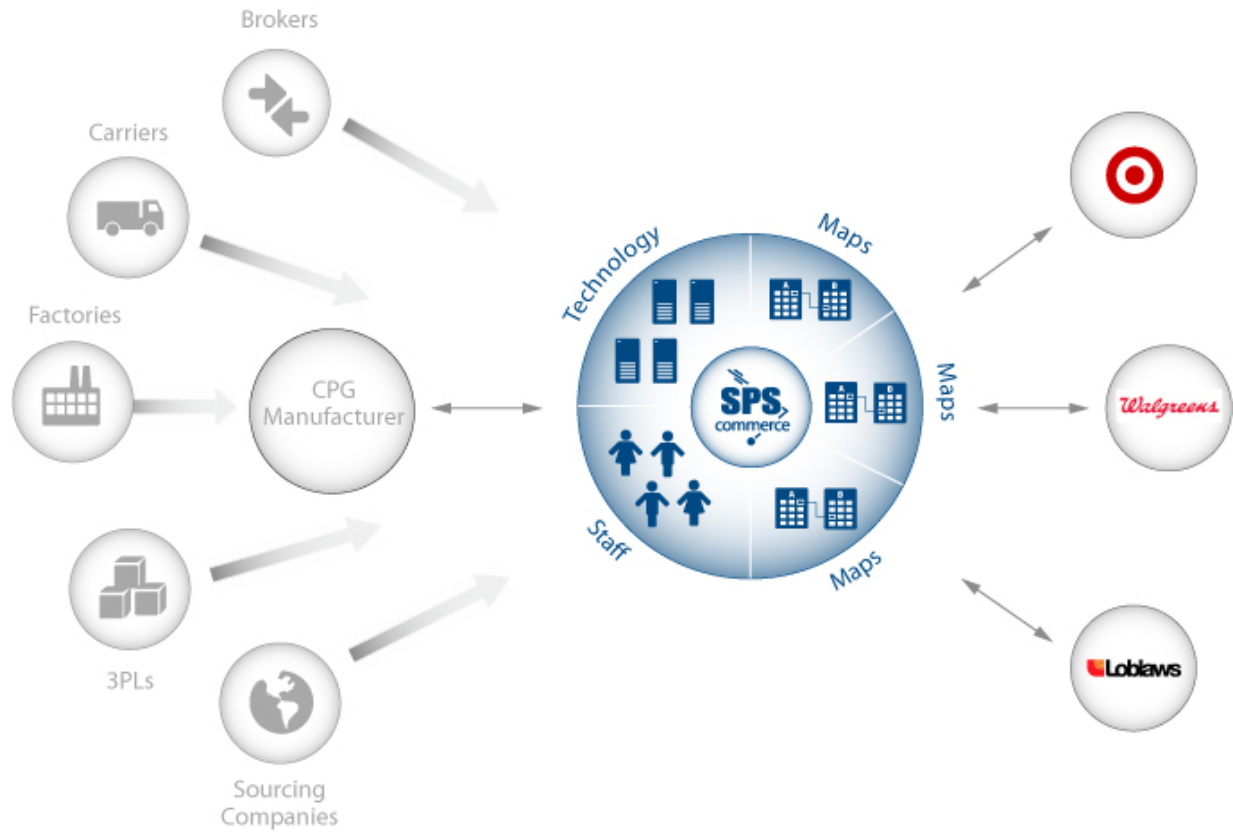 Brokers
Carriers
Factories
CPG
Manufacturer
3PLs
Sourcing
Companies
Technology
Maps
A B
Maps
A B
SPS
commerce
Staff
Maps
A B
Walgreens
Loblaws